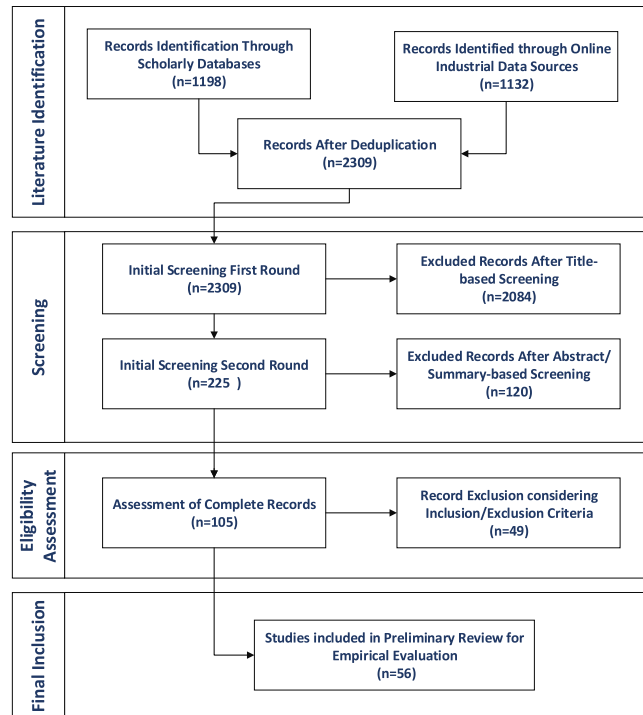 Literature Identification
Records Identification Through
Scholarly Databases
(n=1198)
Records Identified through Online
Industrial Data Sources
(n=1132)
Records After Deduplication
(n=2309)
Screening
Initial Screening First Round
(n=2309)
Excluded Records After Title-
based Screening
(n=2084)
Initial Screening Second Round
(n=225 )
Excluded Records After Abstract/
Summary-based Screening
(n=120)
Eligibility
Assessment
Assessment of Complete Records
(n=105)
Record Exclusion considering
Inclusion/Exclusion Criteria
(n=49)
Final Inclusion
Studies included in Preliminary Review for
Empirical Evaluation
(n=56)